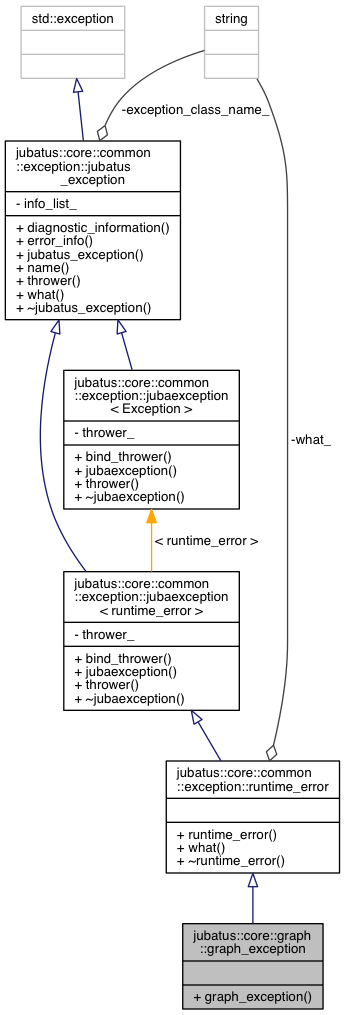 std::exception
string
-exception_class_name_
jubatus::core::common
::exception::jubatus
_exception
- info_list_
+ diagnostic_information()
+ error_info()
+ jubatus_exception()
+ name()
+ thrower()
+ what()
+ ~jubatus_exception()
jubatus::core::common
::exception::jubaexception
< Exception >
- thrower_
+ bind_thrower()
+ jubaexception()
+ thrower()
+ ~jubaexception()
-what_
< runtime_error >
jubatus::core::common
::exception::jubaexception
< runtime_error >
- thrower_
+ bind_thrower()
+ jubaexception()
+ thrower()
+ ~jubaexception()
jubatus::core::common
::exception::runtime_error
+ runtime_error()
+ what()
+ ~runtime_error()
jubatus::core::graph
::graph_exception
+ graph_exception()